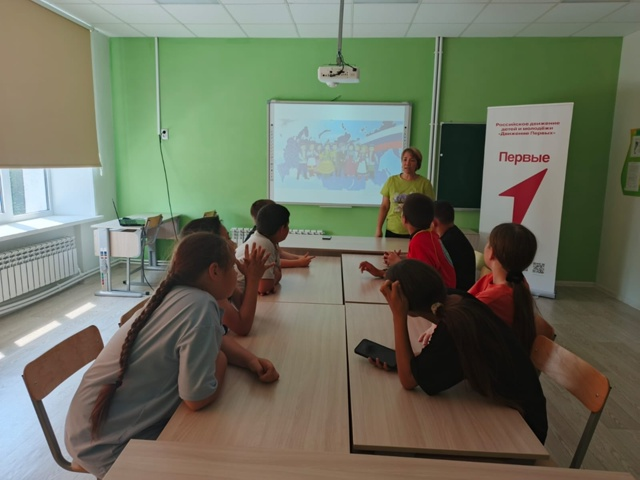 Российское движение
детей и молодёжи
«Движение Первых»
Первые